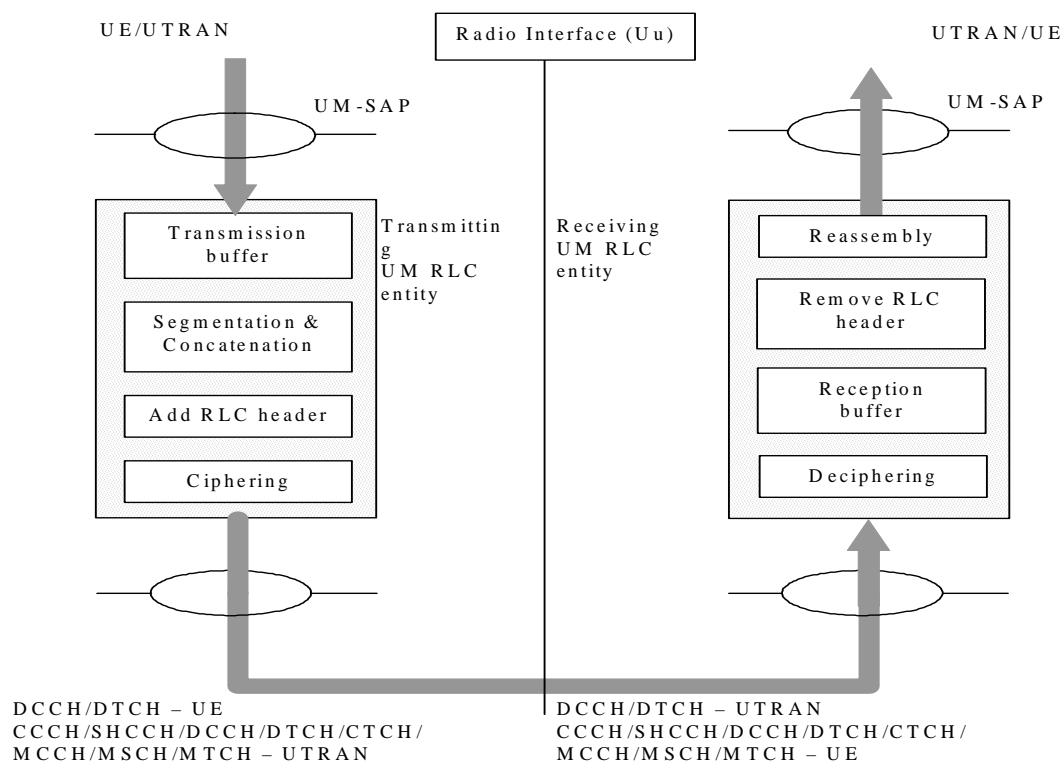 UE/UTRAN
Radio Interface (Uu)
UTRAN/UE
UM-SAP
UM-SAP
Transmission
buffer
Segmentation &
Concatenation
Add RLC header
Ciphering
Transmittin
g
UM RLC
entity
Receiving
UM RLC
entity
Reassembly
Remove RLC
header
Reception
buffer
Deciphering
DCCH/DTCH – UE
CCCH/SHCCH/DCCH/DTCH/CTCH/
MCCH/MSCH/MTCH – UTRAN
DCCH/DTCH – UTRAN
CCCH/SHCCH/DCCH/DTCH/CTCH/
MCCH/MSCH/MTCH – UE